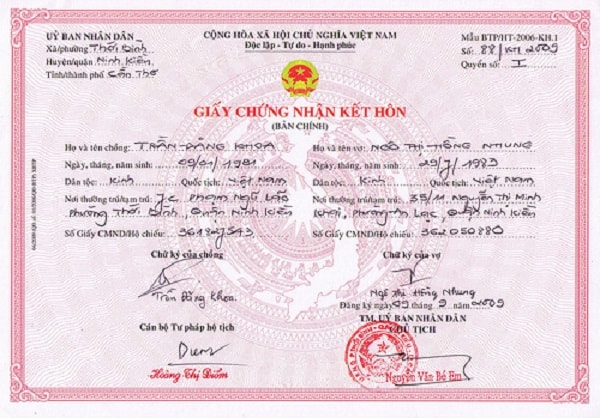 ỦY BAN NHÂN DÂN
Xã/phường Thới Bình
Huyện/quận Ninh Kiều
Tỉnh/thành phố Cần Thơ
CỘNG HÒA XÃ HỘI CHỦ NGHĨA VIỆT NAM
Độc lập - Tự do - Hạnh phúc
Mẫu BTP/HT-2006-KH.1
Số: 88/KH 2009
Quyển số: I
GIẤY CHỨNG NHẬN KẾT HÔN
(BẢN CHÍNH)
Họ và tên chồng: TRẦN ĐĂNG KHOA
Ngày, tháng, năm sinh: 09/01/1981
Dân tộc: Kinh Quốc tịch: Việt Nam
Nơi thường trú/tạm trú: Phạm Ngũ Lão
Phường Thới Bình, Quận Ninh Kiều
Số Giấy CMND/Hộ chiếu:
Họ và tên vợ: NGÔ THỊ HỒNG NHUNG
Ngày, tháng, năm sinh: 1983
Dân tộc: Kinh Quốc tịch: Việt Nam
Nơi thường trú/tạm trú: 35/11 Nguyễn Thị Minh
Khai, Phường An Lạc, Quận Ninh Kiều
Số Giấy CMND/Hộ chiếu: 362050880
Chữ ký của chồng
Trần Đăng Khoa
Chữ ký của vợ
Ngô Thị Hồng Nhung
Đăng ký ngày 09 tháng 2 năm 2009
Cán bộ Tư pháp hộ tịch
Hoàng Thị Diễm
TM. ỦY BAN NHÂN DÂN
CHỦ TỊCH
Nguyễn Văn Bé Em